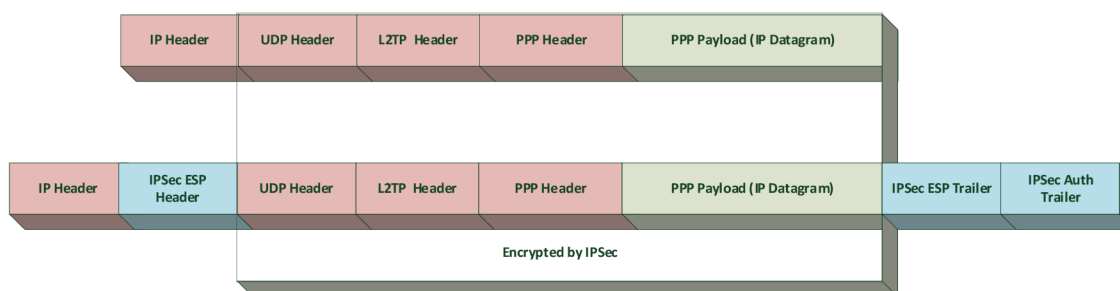 IP Header
UDP Header
L2TP Header
PPP Header
PPP Payload (IP Datagram)
IP Header
IPSec ESP
Header
UDP Header
L2TP Header
PPP Header
PPP Payload (IP Datagram)
IPSec ESP Trailer
IPSec Auth
Trailer
Encrypted by IPSec